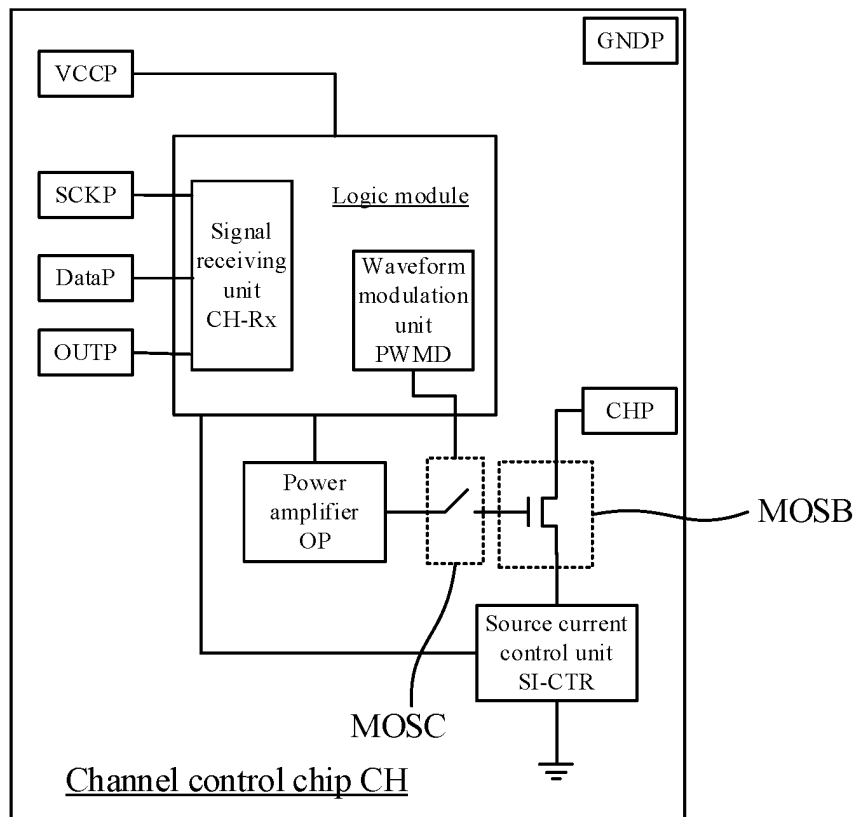 GNDP
VCCP
SCKP
DataP
OUTP
Signal
receiving
unit
CH-Rx
Logic module
Waveform
modulation
unit
PWMD
CHP
Power
amplifier
OP
MOSB
Source current
control unit
SI-CTR
MOSC
Channel control chip CH